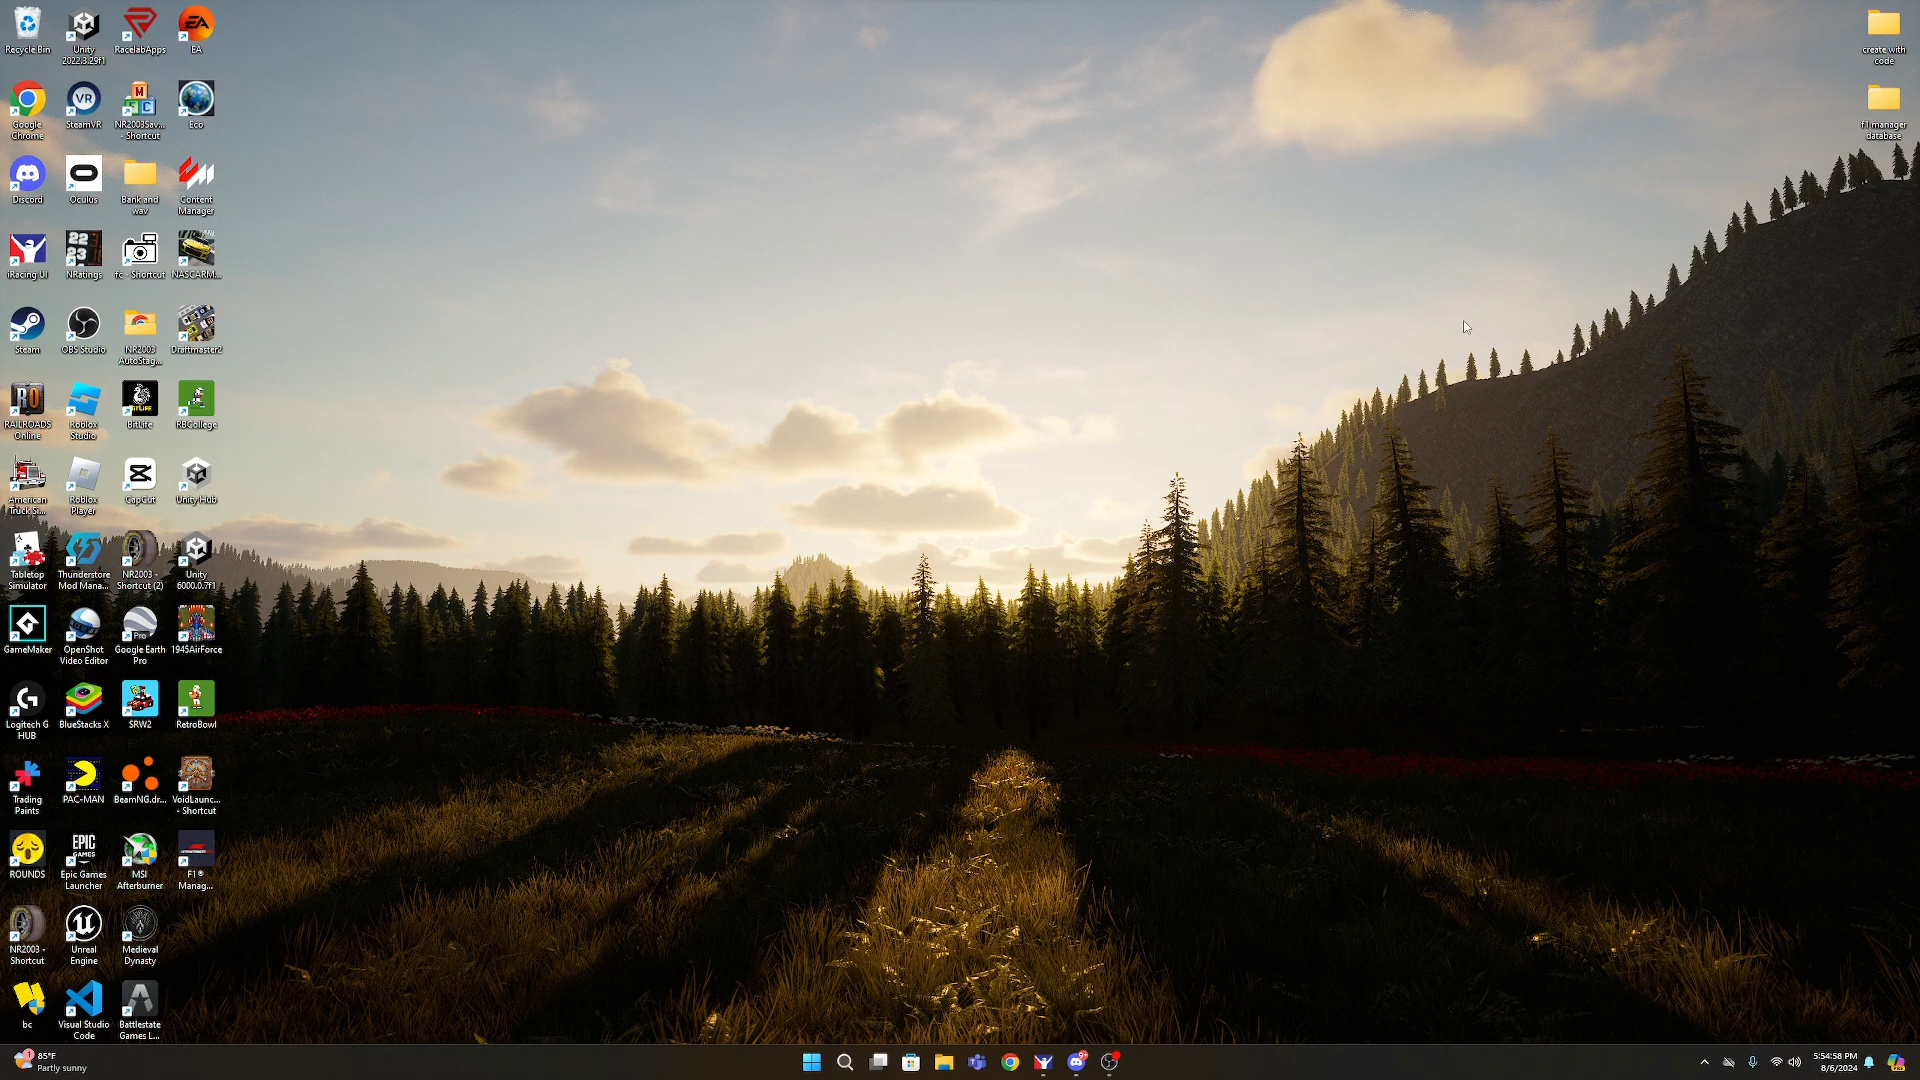 Recycle Bin
Unity
2022.3.29f1
RacelabApps
EA
Google
Chrome
SteamVR
NR2003Sav...
- Shortcut
Eco
Discord
Oculus
Bank and
wav
Content
Manager
iRacing UI
NRatings
fc - Shortcut
NASCARM...
Steam
OBS Studio
NR2003
AutoStag...
Draftmaster2
RAILROADS
Online
Roblox
Studio
BitLife
RBCollege
American
Truck Si...
Roblox
Player
CapCut
Unity Hub
Tabletop
Simulator
Thunderstore
Mod Mana...
NR2003 -
Shortcut (2)
Unity
6000.0.7f1
GameMaker
OpenShot
Video Editor
Google Earth
Pro
1945AirForce
Logitech G
HUB
BlueStacks X
SRW2
RetroBowl
Trading
Paints
PAC-MAN
BeamNG.dr...
VoidLaunc...
- Shortcut
ROUNDS
Epic Games
Launcher
MSI
Afterburner
F1®
Manag...
NR2003 -
Shortcut
Unreal
Engine
Medieval
Dynasty
bc
Visual Studio
Code
Battlestate
Games L...
create with
code
f1 manager
database
85°F
Partly sunny
5:54:58 PM
8/6/2024